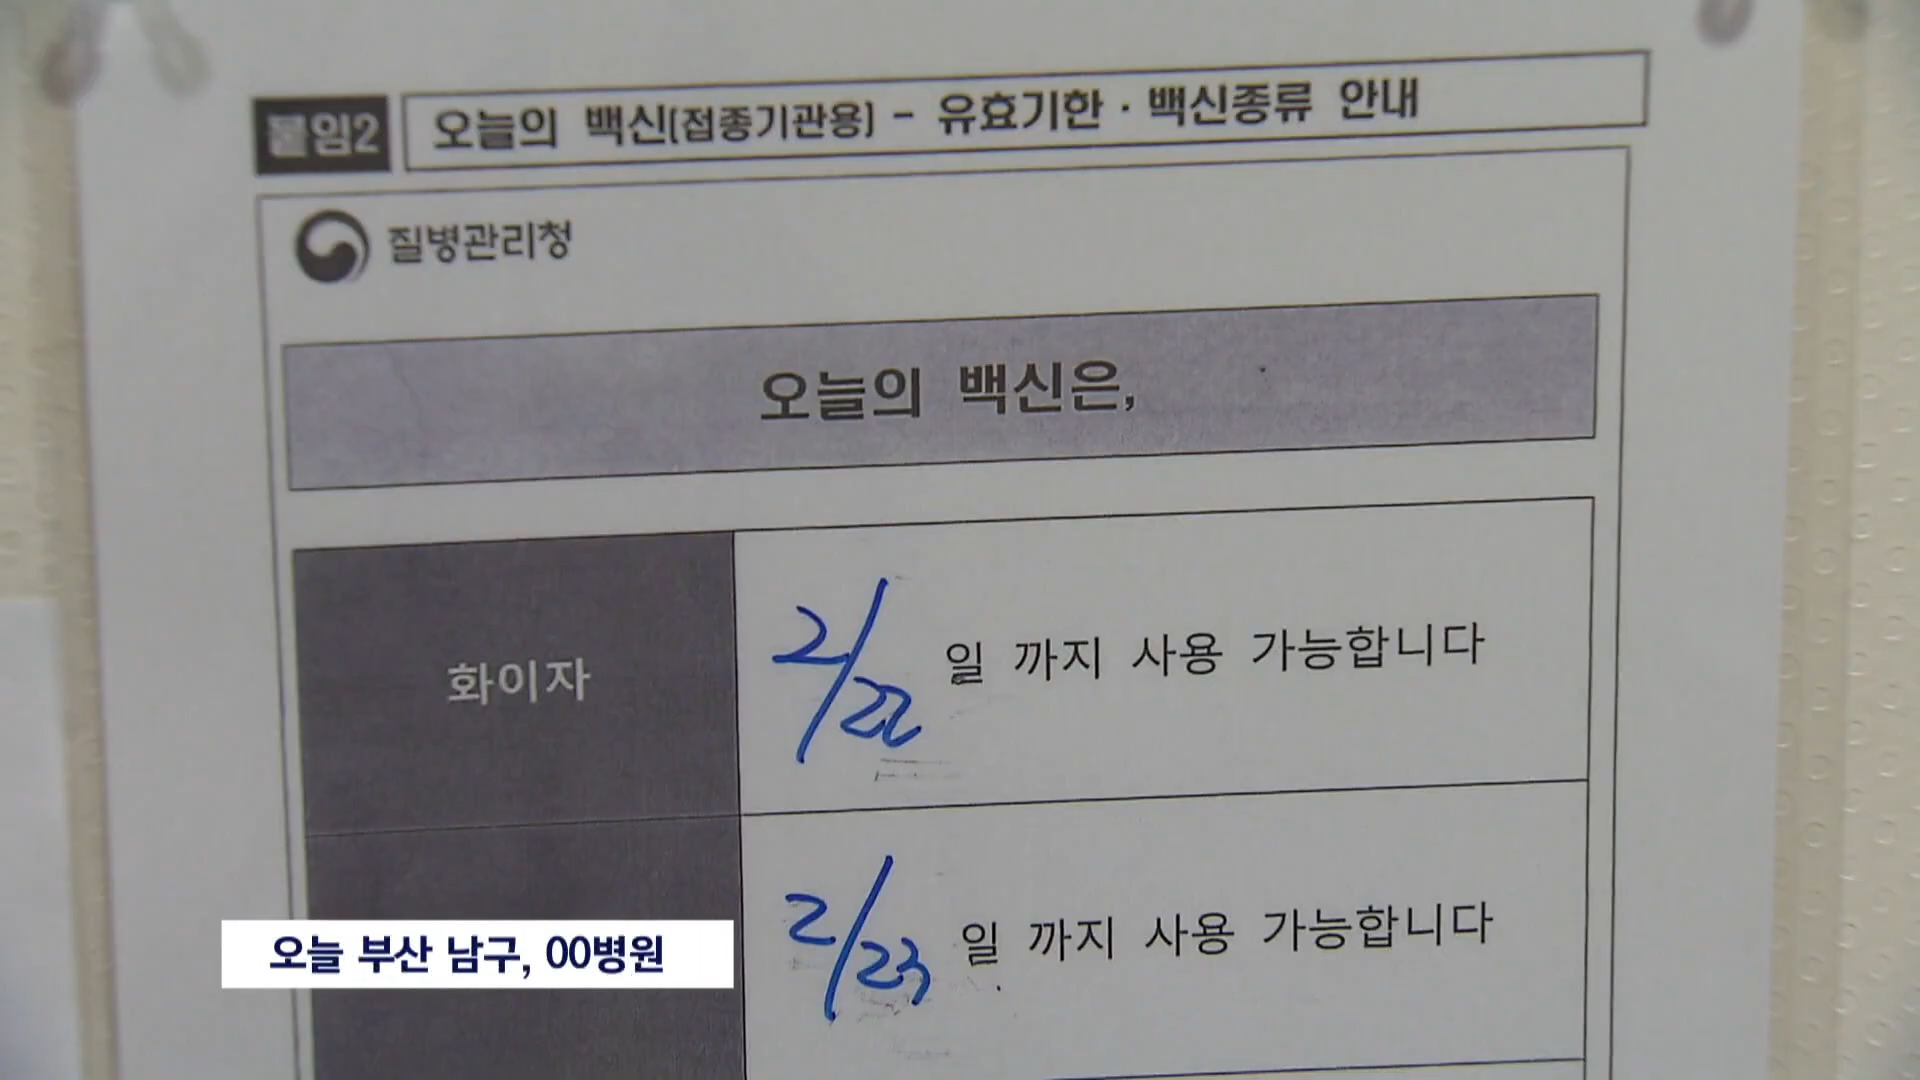 붙임2 오늘의 백신(접종기관용) - 유효기한 · 백신종류 안내
질병관리청
오늘의 백신은,
화이자 2/22 일 까지 사용 가능합니다
2/23 일 까지 사용 가능합니다
오늘 부산 남구, 00병원